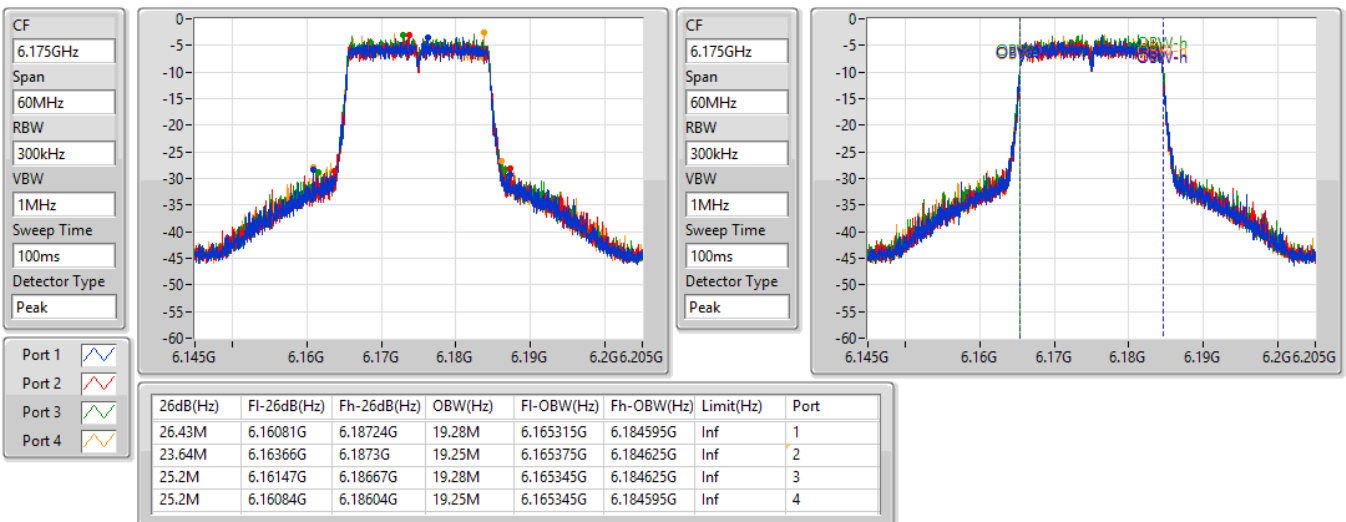 CF
6.175GHz
Span
60MHz
RBW
300kHz
VBW
1MHz
Sweep Time
100ms
Detector Type
Peak
Port 1
Port 2
Port 3
Port 4
0
-5
-10
-15
-20
-25
-30
-35
-40
-45
-50
-55
-60
6.145G 6.16G 6.17G 6.18G 6.19G 6.2G 6.205G
CF
6.175GHz
Span
60MHz
RBW
300kHz
VBW
1MHz
Sweep Time
100ms
Detector Type
Peak
0
-5
-10
-15
-20
-25
-30
-35
-40
-45
-50
-55
-60
OBW-h
OBW-h
6.145G 6.16G 6.17G 6.18G 6.19G 6.2G 6.205G
26dB(Hz) Fl-26dB(Hz) Fh-26dB(Hz) OBW(Hz) Fl-OBW(Hz) Fh-OBW(Hz) Limit(Hz) Port
26.43M 6.16081G 6.18724G 19.28M 6.165315G 6.184595G Inf 1
23.64M 6.16366G 6.1873G 19.25M 6.165375G 6.184625G Inf 2
25.2M 6.16147G 6.18667G 19.28M 6.165345G 6.184625G Inf 3
25.2M 6.16084G 6.18604G 19.25M 6.165345G 6.184595G Inf 4